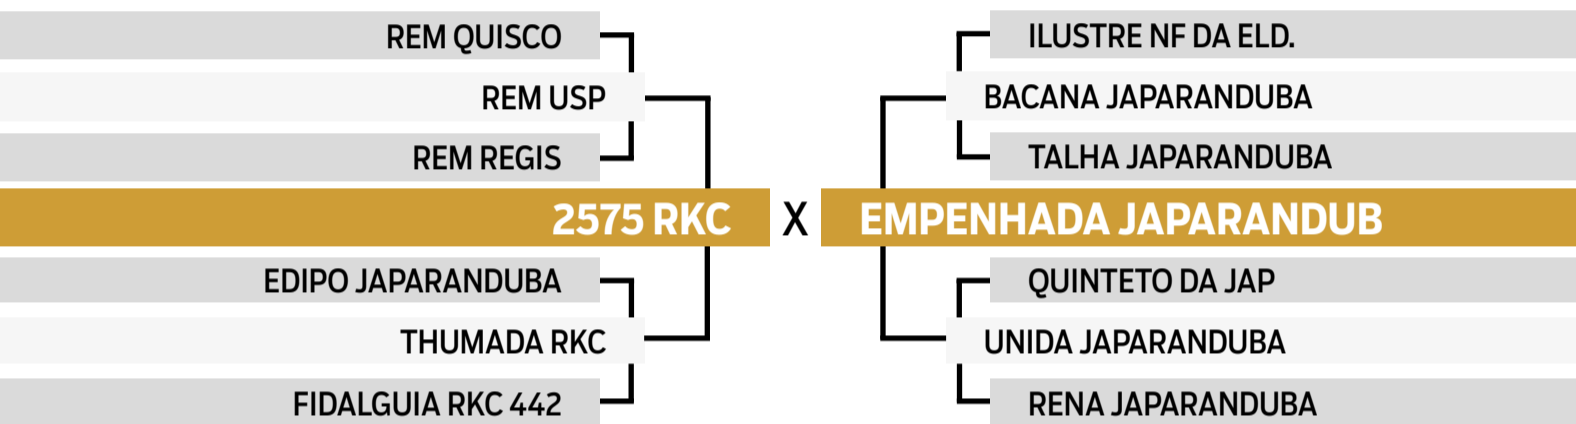 REM QUISCO
REM USP
REM REGIS
2575 RKC
EDIPO JAPARANDUBA
THUMADA RKC
FIDALGUIA RKC 442
X
ILUSTRE NF DA ELD.
BACANA JAPARANDUBA
TALHA JAPARANDUBA
EMPENHADA JAPARANDUB
QUINTETO DA JAP
UNIDA JAPARANDUBA
RENA JAPARANDUBA